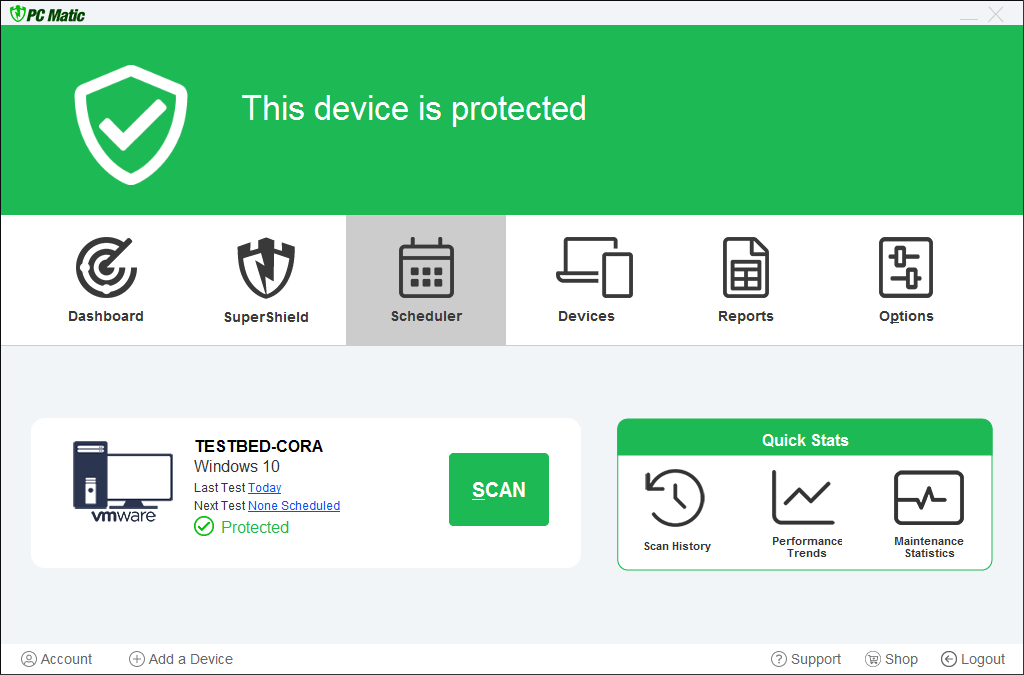 PC Matic
This device is protected
Dashboard
SuperShield
Scheduler
Devices
Reports
Options
TESTBED-CORA
Windows 10
Last Test Today
Next Test None Scheduled
Protected
vmware
SCAN
Quick Stats
Scan History
Performance
Trends
Maintenance
Statistics
Account
Add a Device
Support
Shop
Logout